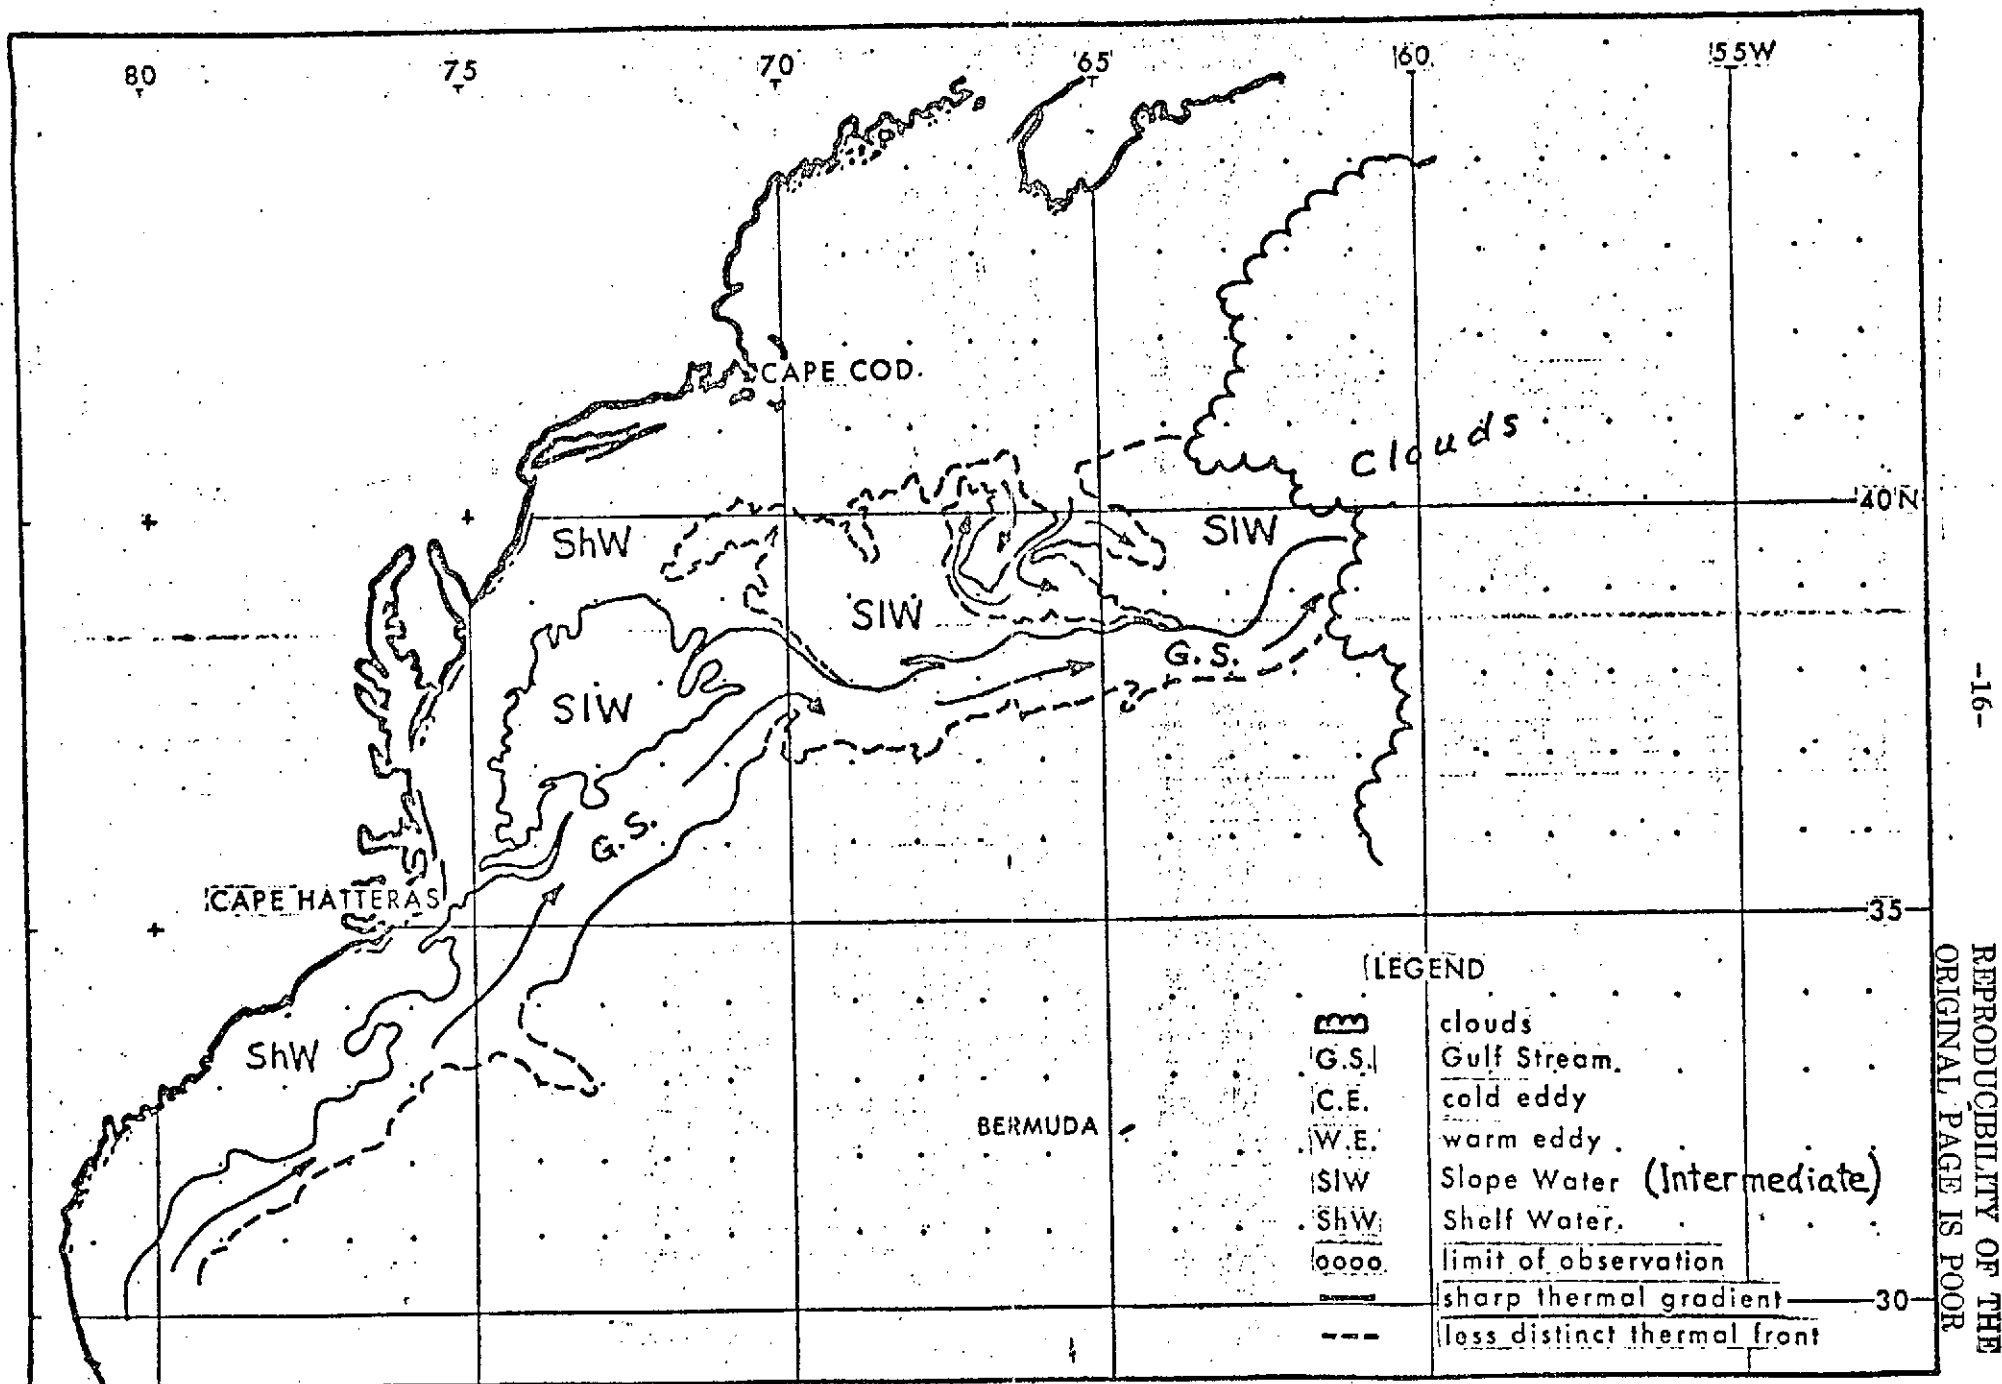 80 75 70 65 60 55W
CAPE COD.
Clouds
40N
ShW
SlW
SlW
G.S.
SlW
G.S.
CAPE HATTERAS
35
ShW
BERMUDA
LEGEND
clouds
G.S. Gulf Stream.
C.E. cold eddy
W.E. warm eddy
SlW Slope Water (Intermediate)
ShW Shelf Water.
oooo limit of observation
sharp thermal gradient
30
less distinct thermal front
-16-
REPRODUCIBILITY OF THE
ORIGINAL PAGE IS POOR